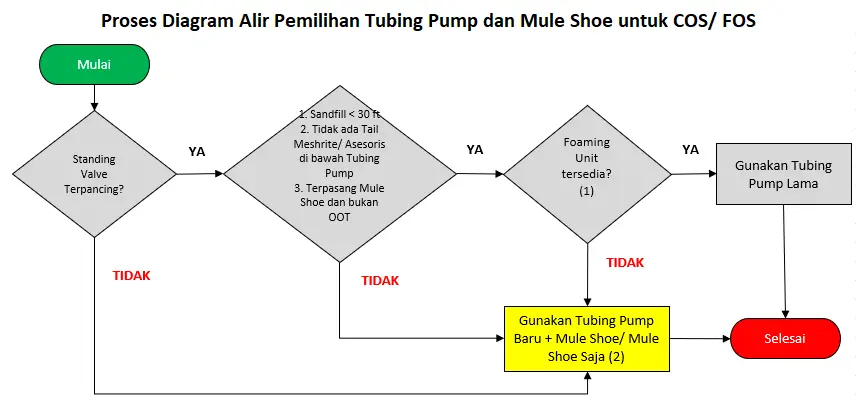 Proses Diagram Alir Pemilihan Tubing Pump dan Mule Shoe untuk COS/ FOS
Mulai
Standing
Valve
Terpancing?
YA
TIDAK
1. Sandfill < 30 ft
2. Tidak ada Tail
Meshrite/ Asesoris
di bawah Tubing
Pump
3. Terpasang Mule
Shoe dan bukan
OOT
YA
TIDAK
Foaming
Unit
tersedia?
(1)
YA
TIDAK
Gunakan Tubing
Pump Lama
Gunakan Tubing Pump
Baru + Mule Shoe/ Mule
Shoe Saja (2)
Selesai